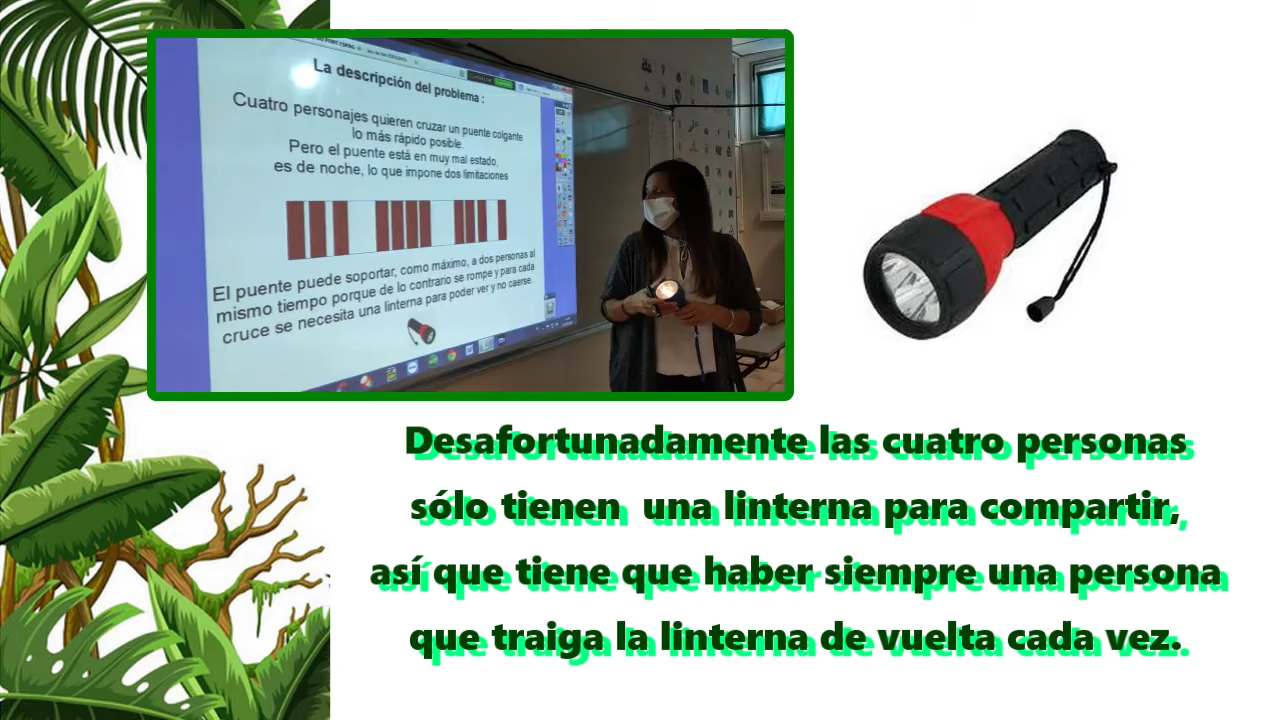 La descripción del problema :
Cuatro personajes quieren cruzar un puente colgante
lo más rápido posible.
Pero el puente está en muy mal estado,
es de noche, lo que impone dos limitaciones
El puente puede soportar, como máximo, a dos personas al
mismo tiempo porque de lo contrario se rompe y para cada
cruce se necesita una linterna para poder ver y no caerse.
Desafortunadamente las cuatro personas
sólo tienen una linterna para compartir,
así que tiene que haber siempre una persona
que traiga la linterna de vuelta cada vez.